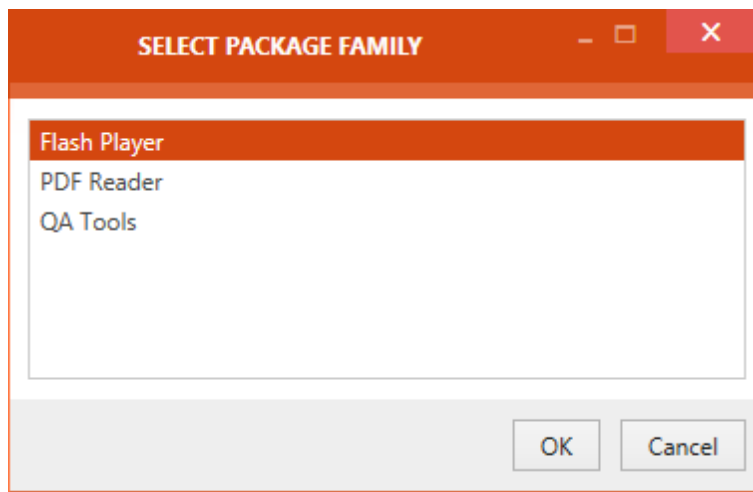 SELECT PACKAGE FAMILY
Flash Player
PDF Reader
QA Tools
OK Cancel